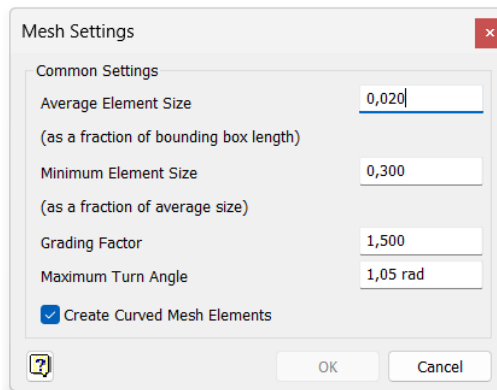 Mesh Settings
Common Settings
Average Element Size 0,020
(as a fraction of bounding box length)
Minimum Element Size 0,300
(as a fraction of average size)
Grading Factor 1,500
Maximum Turn Angle 1,05 rad
Create Curved Mesh Elements
OK Cancel